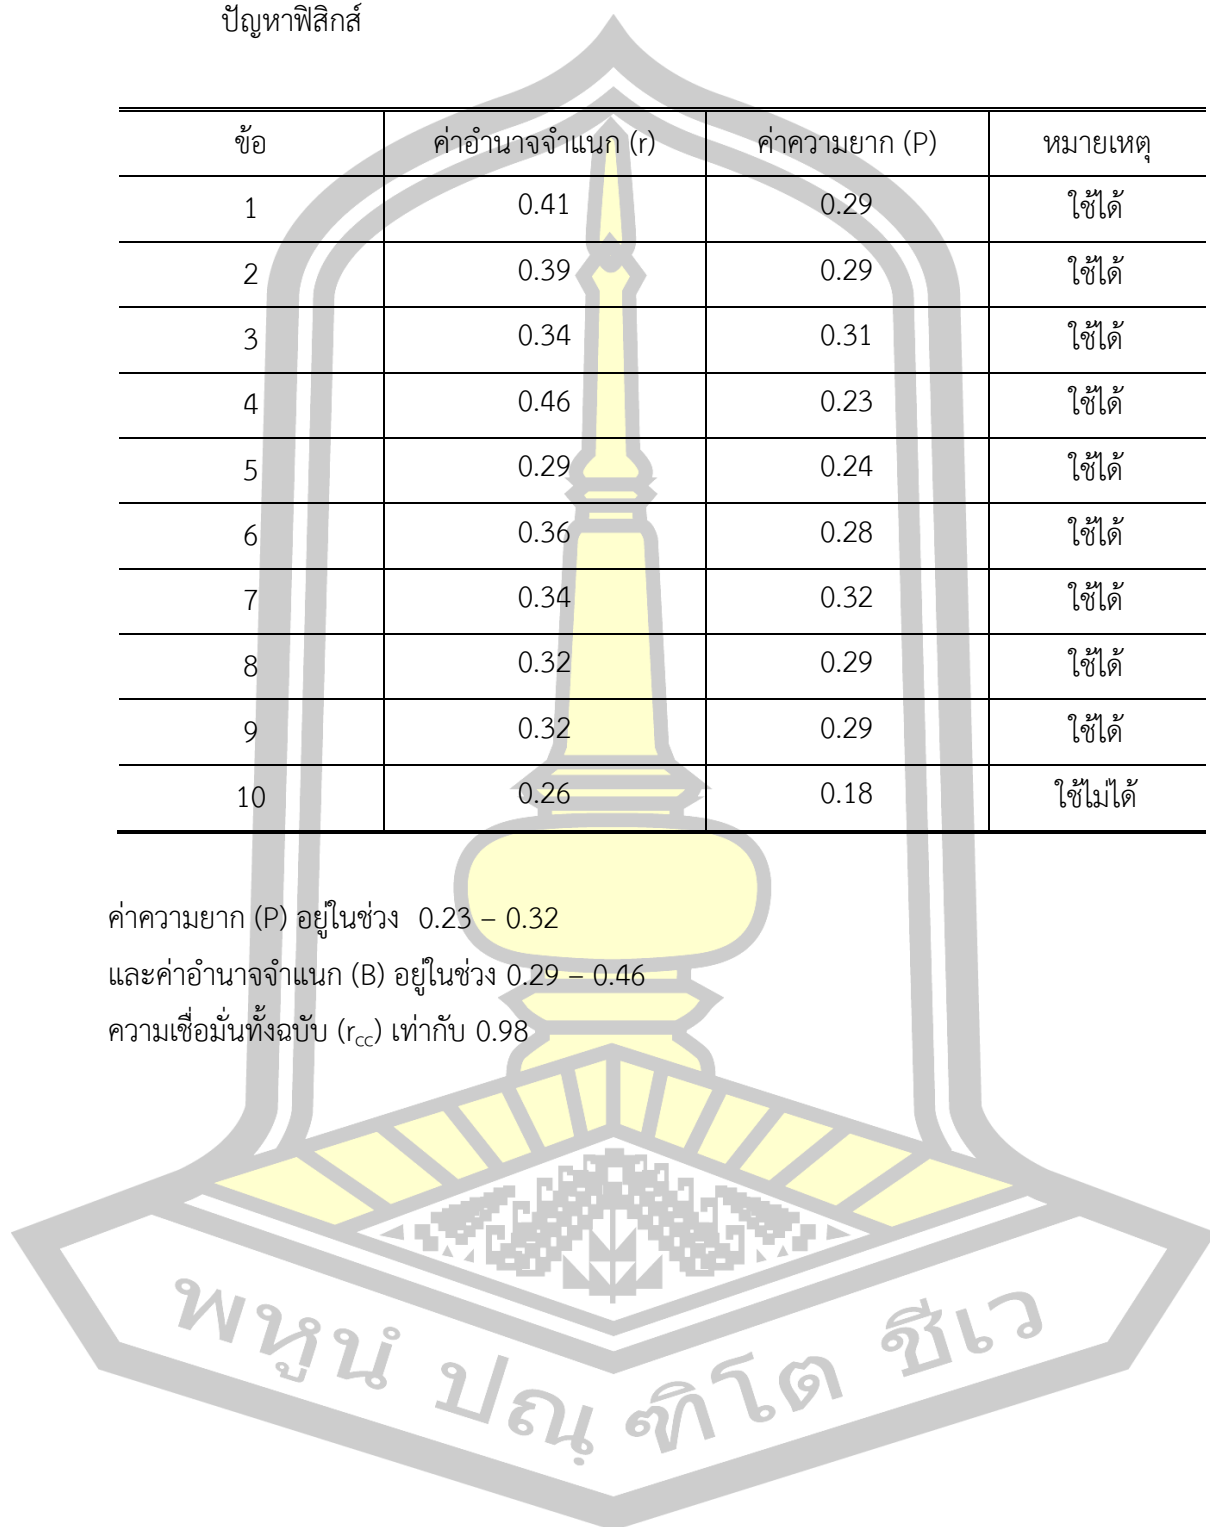 ปัญหาฟิสิกส์
ข้อ ค่าอำนาจจำแนก (r) ค่าความยาก (P) หมายเหตุ
1 0.41 0.29 ใช้ได้
2 0.39 0.29 ใช้ได้
3 0.34 0.31 ใช้ได้
4 0.46 0.23 ใช้ได้
5 0.29 0.24 ใช้ได้
6 0.36 0.28 ใช้ได้
7 0.34 0.32 ใช้ได้
8 0.32 0.29 ใช้ได้
9 0.32 0.29 ใช้ได้
10 0.26 0.18 ใช้ไม่ได้
ค่าความยาก (P) อยู่ในช่วง 0.23 – 0.32
และค่าอำนาจจำแนก (B) อยู่ในช่วง 0.29 – 0.46
ความเชื่อมั่นทั้งฉบับ (rcc) เท่ากับ 0.98
พหูนํ ปณฺฑิโต ชีเว